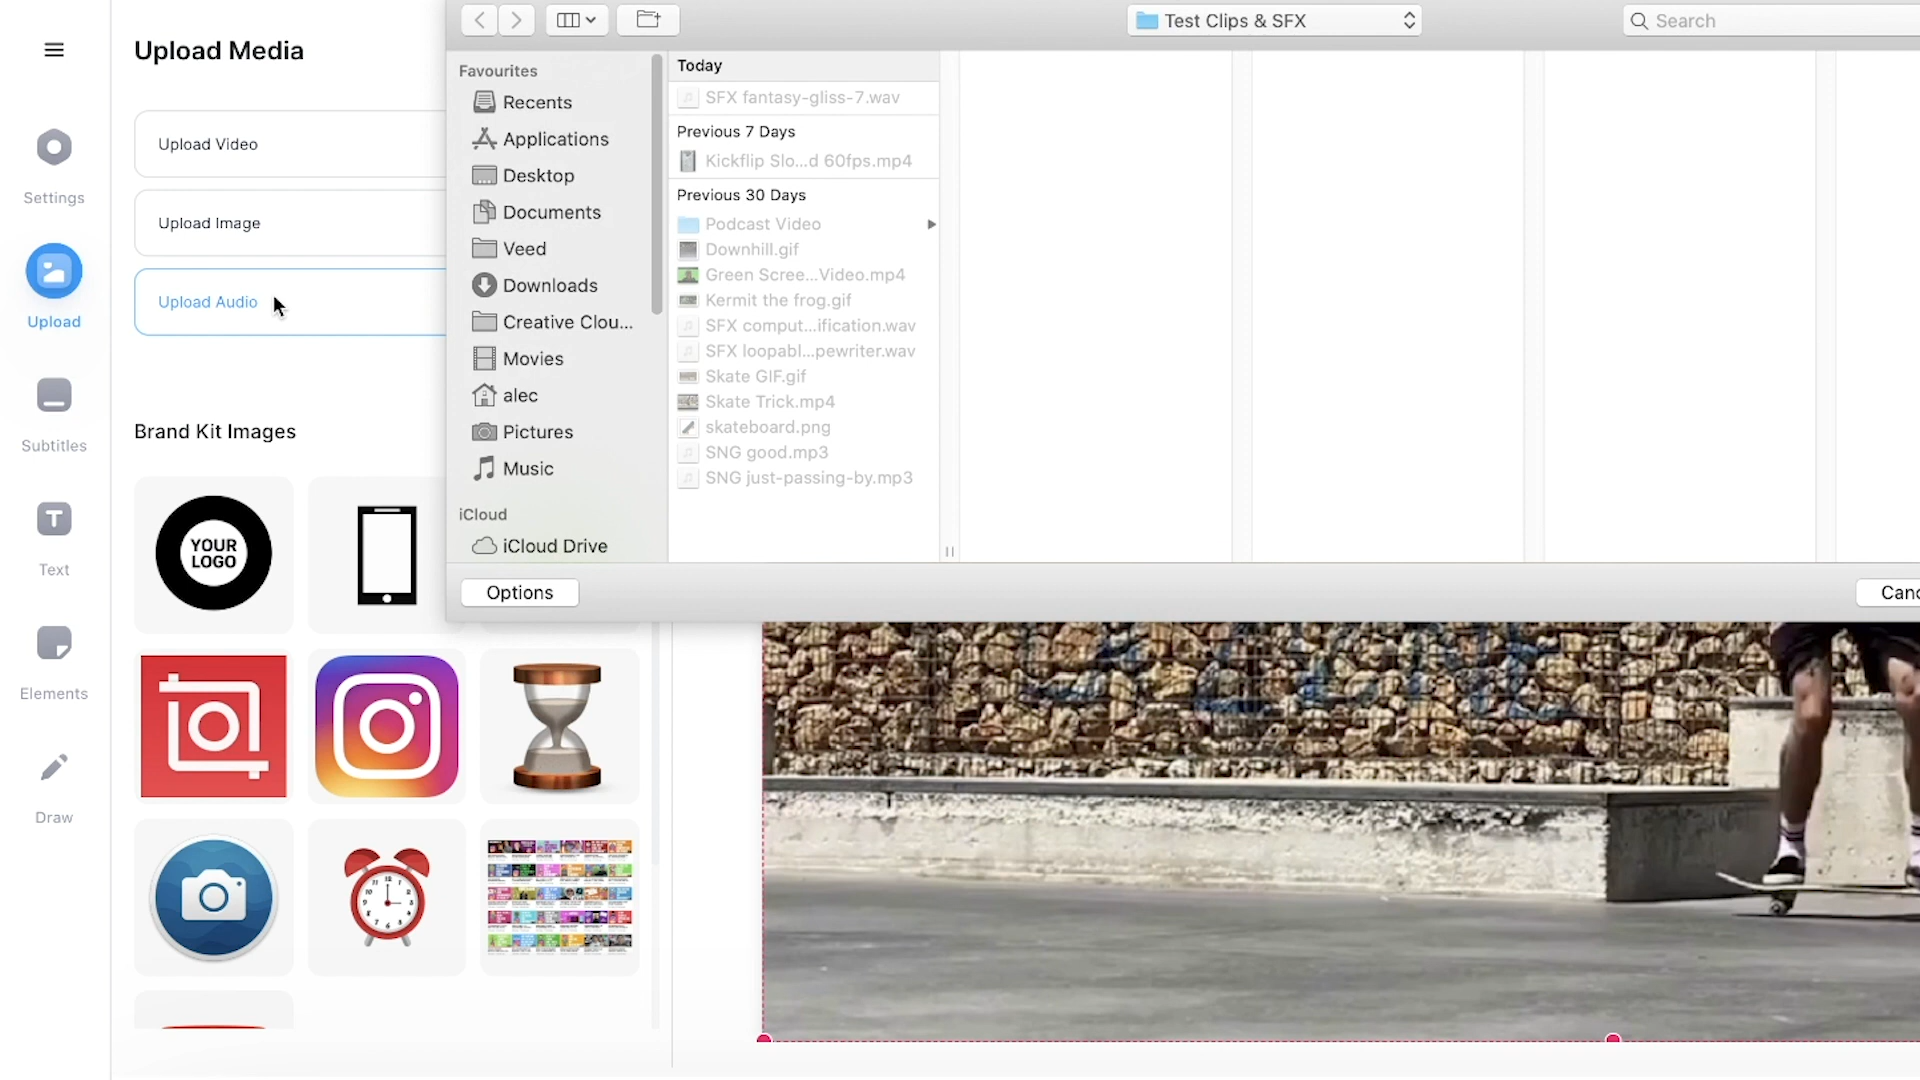 Test Clips & SFX
Search
Upload Media
Upload Video
Upload Image
Upload Audio
Settings
Upload
Subtitles
Text
Elements
Draw
Brand Kit Images
YOUR
LOGO
Favourites
Recents
Applications
Desktop
Documents
Veed
Downloads
Creative Clou...
Movies
alec
Pictures
Music
iCloud
iCloud Drive
Today
SFX fantasy-gliss-7.wav
Previous 7 Days
Kickflip Slo...d 60fps.mp4
Previous 30 Days
Podcast Video
Downhill.gif
Green Scree...Video.mp4
Kermit the frog.gif
SFX comput...ification.wav
SFX loopabl...pewriter.wav
Skate GIF.gif
Skate Trick.mp4
skateboard.png
SNG good.mp3
SNG just-passing-by.mp3
Options
Canc